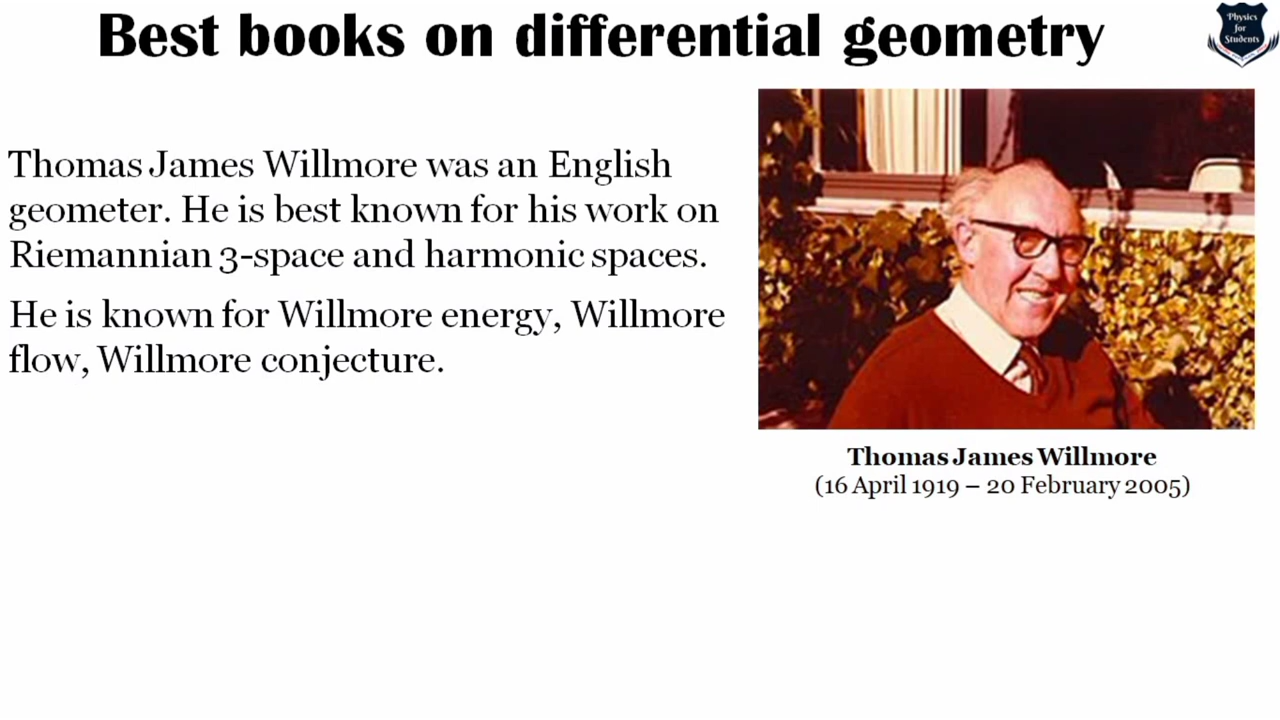 Best books on differential geometry
Physics
for
Students
Thomas James Willmore was an English
geometer. He is best known for his work on
Riemannian 3-space and harmonic spaces.
He is known for Willmore energy, Willmore
flow, Willmore conjecture.
Thomas James Willmore
(16 April 1919 – 20 February 2005)